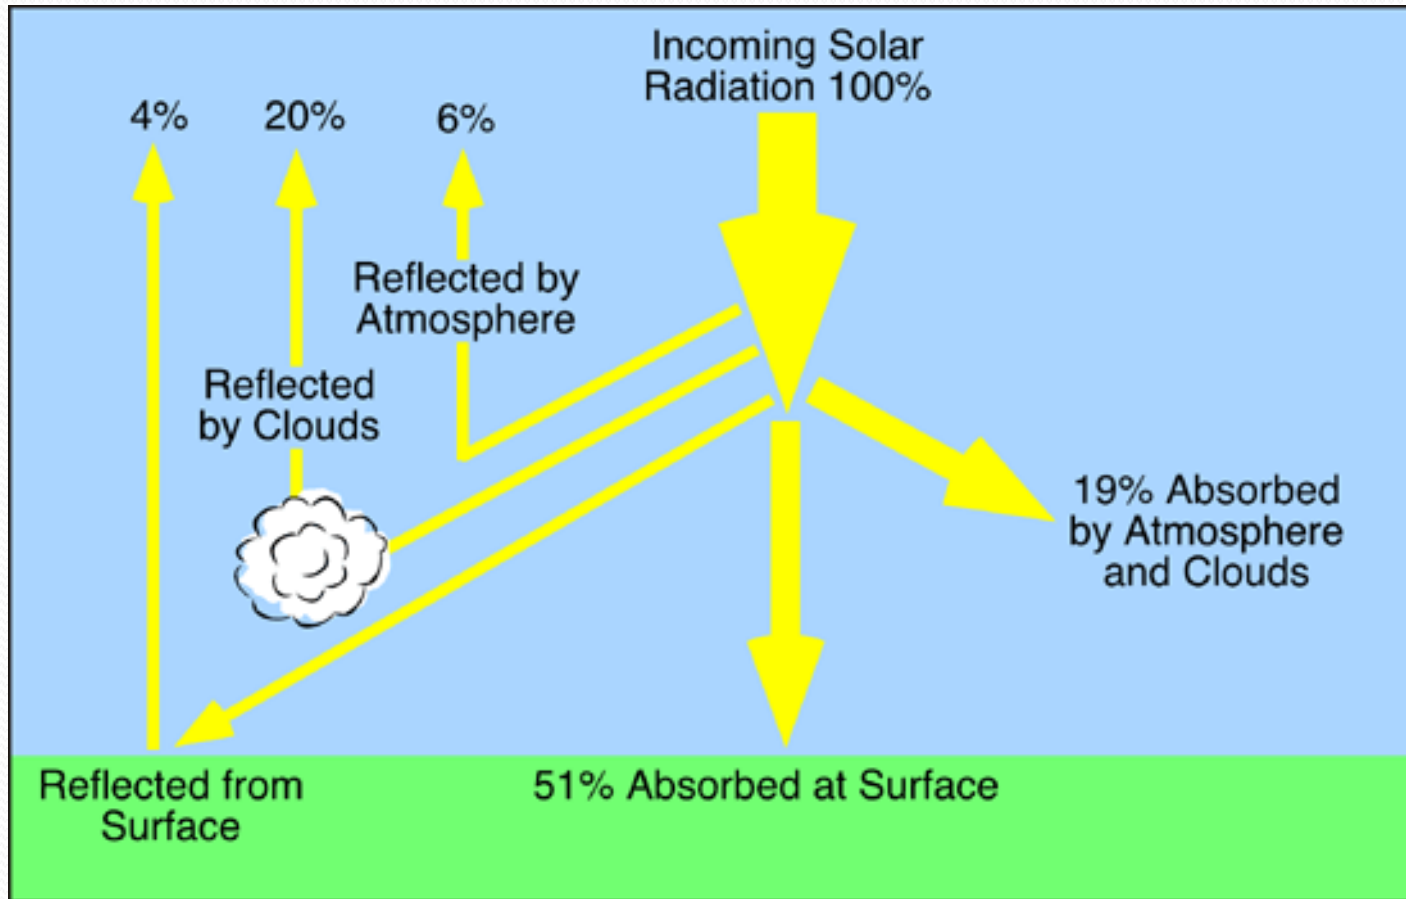 Incoming Solar
Radiation 100%
4%
20%
6%
Reflected by
Atmosphere
Reflected
by Clouds
19% Absorbed
by Atmosphere
and Clouds
Reflected from
Surface
51% Absorbed at Surface